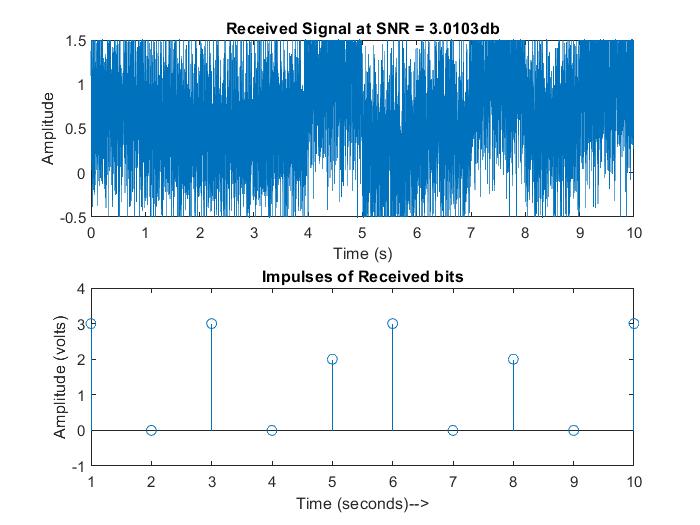 Received Signal at SNR = 3.0103db
1.5
1
0.5
0
-0.5
Amplitude
0 1 2 3 4 5 6 7 8 9 10
Time (s)
Impulses of Received bits
4
3
2
1
0
-1
Amplitude (volts)
1 2 3 4 5 6 7 8 9 10
Time (seconds)-->